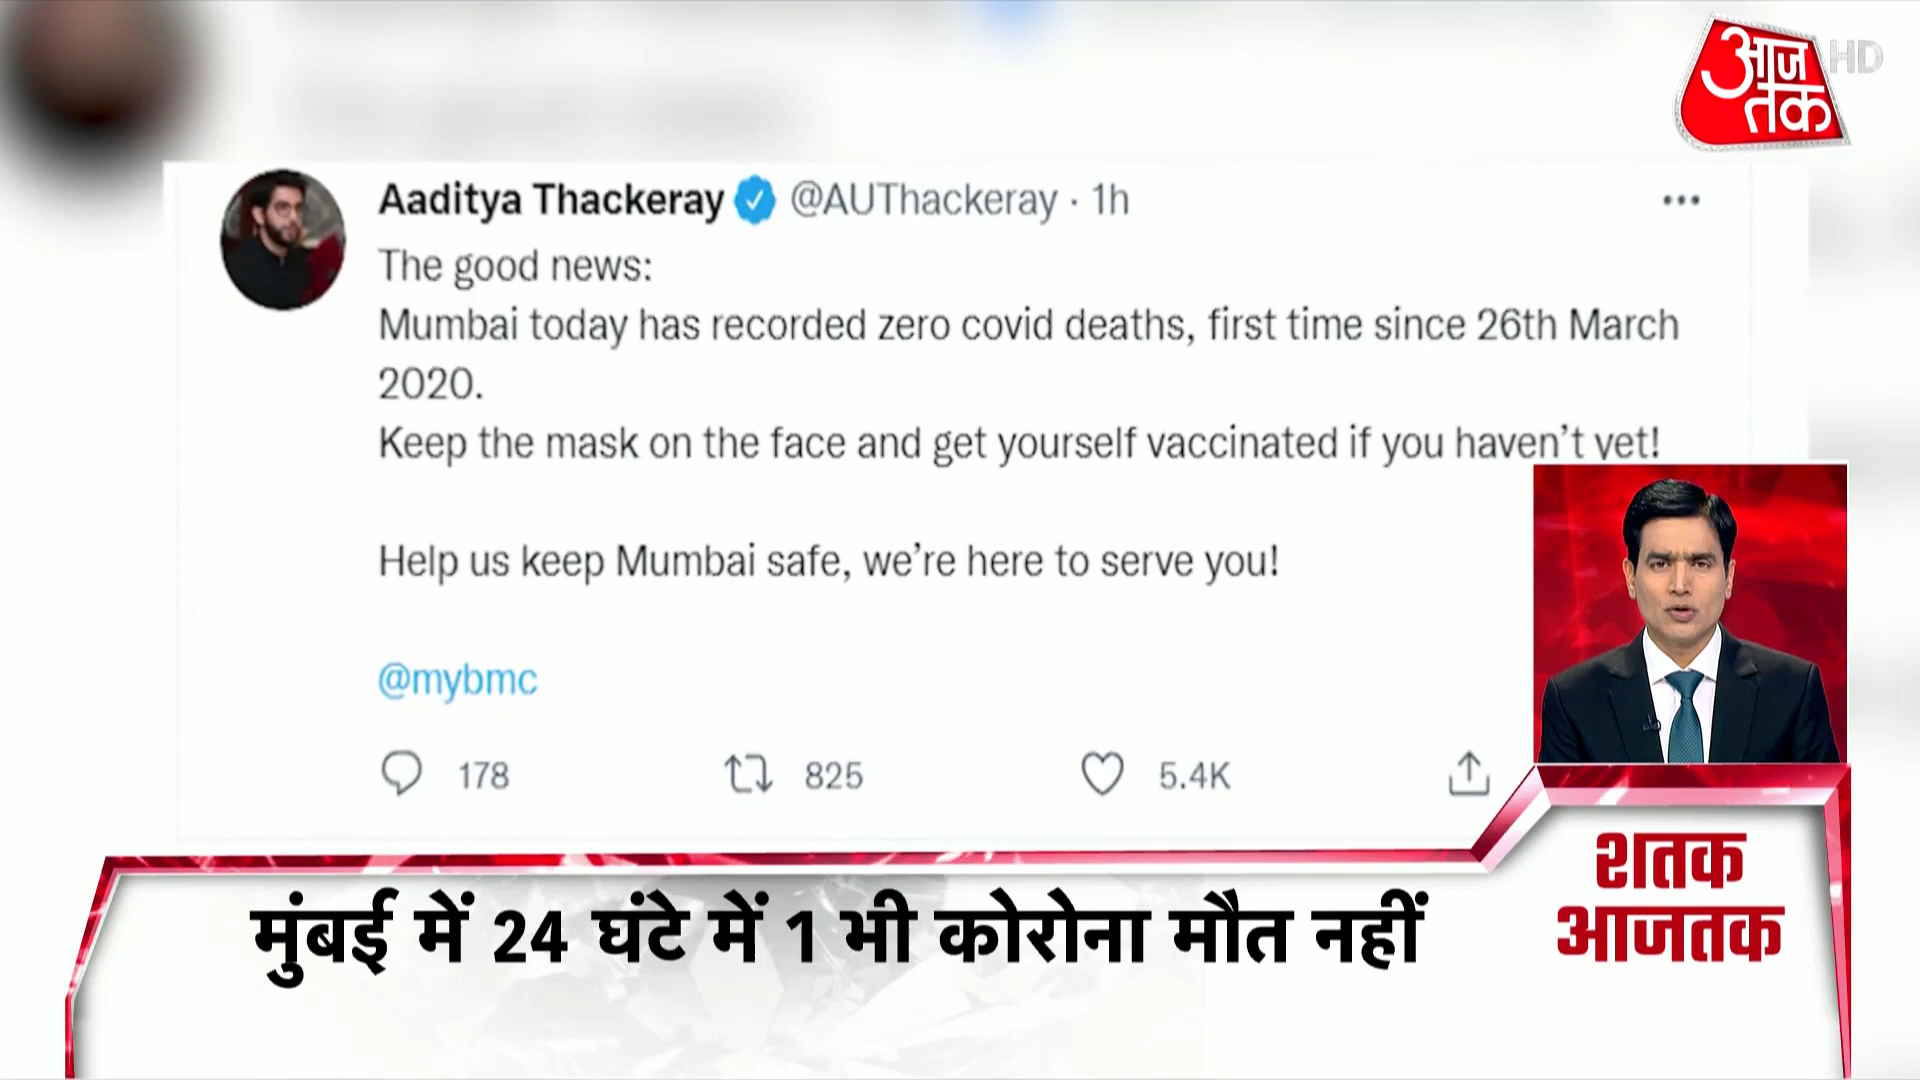 आज तक HD
Aaditya Thackeray @AUThackeray · 1h
The good news:
Mumbai today has recorded zero covid deaths, first time since 26th March
2020.
Keep the mask on the face and get yourself vaccinated if you haven't yet!
Help us keep Mumbai safe, we're here to serve you!
@mybmc
178 825 5.4K
शतक
आजतक
मुंबई में 24 घंटे में 1 भी कोरोना मौत नहीं